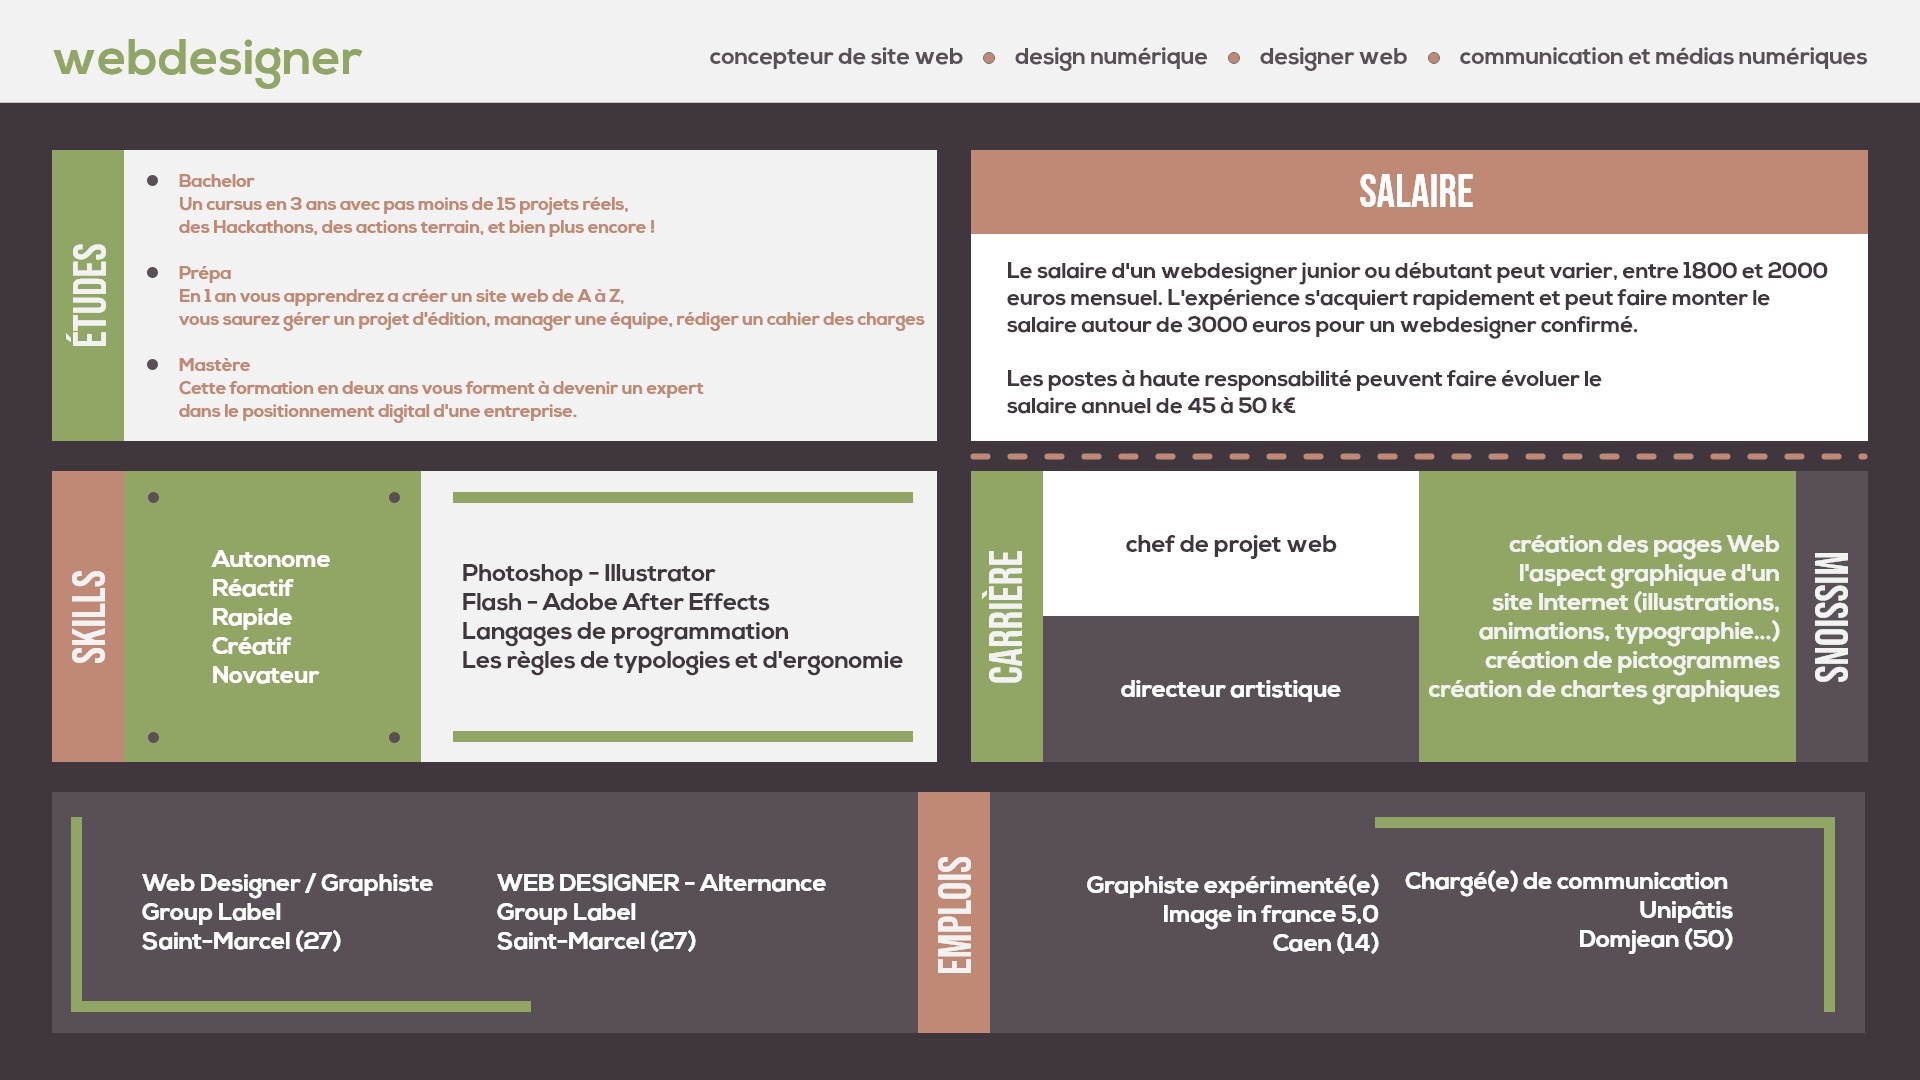 webdesigner
concepteur de site web • design numérique • designer web • communication et médias numériques
ÉTUDES
• Bachelor
Un cursus en 3 ans avec pas moins de 15 projets réels,
des Hackathons, des actions terrain, et bien plus encore !
• Prépa
En 1 an vous apprendrez a créer un site web de A à Z,
vous saurez gérer un projet d'édition, manager une équipe, rédiger un cahier des charges
• Mastère
Cette formation en deux ans vous forment à devenir un expert
dans le positionnement digital d'une entreprise.
SALAIRE
Le salaire d'un webdesigner junior ou débutant peut varier, entre 1800 et 2000
euros mensuel. L'expérience s'acquiert rapidement et peut faire monter le
salaire autour de 3000 euros pour un webdesigner confirmé.
Les postes à haute responsabilité peuvent faire évoluer le
salaire annuel de 45 à 50 k€
SKILLS
Autonome
Réactif
Rapide
Créatif
Novateur
Photoshop - Illustrator
Flash - Adobe After Effects
Langages de programmation
Les règles de typologies et d'ergonomie
CARRIÈRE
chef de projet web
directeur artistique
création des pages Web
l'aspect graphique d'un
site Internet (illustrations,
animations, typographie...)
création de pictogrammes
création de chartes graphiques
MISSIONS
Web Designer / Graphiste
Group Label
Saint-Marcel (27)
WEB DESIGNER - Alternance
Group Label
Saint-Marcel (27)
EMPLOIS
Graphiste expérimenté(e)
Image in france 5,0
Caen (14)
Chargé(e) de communication
Unipâtis
Domjean (50)